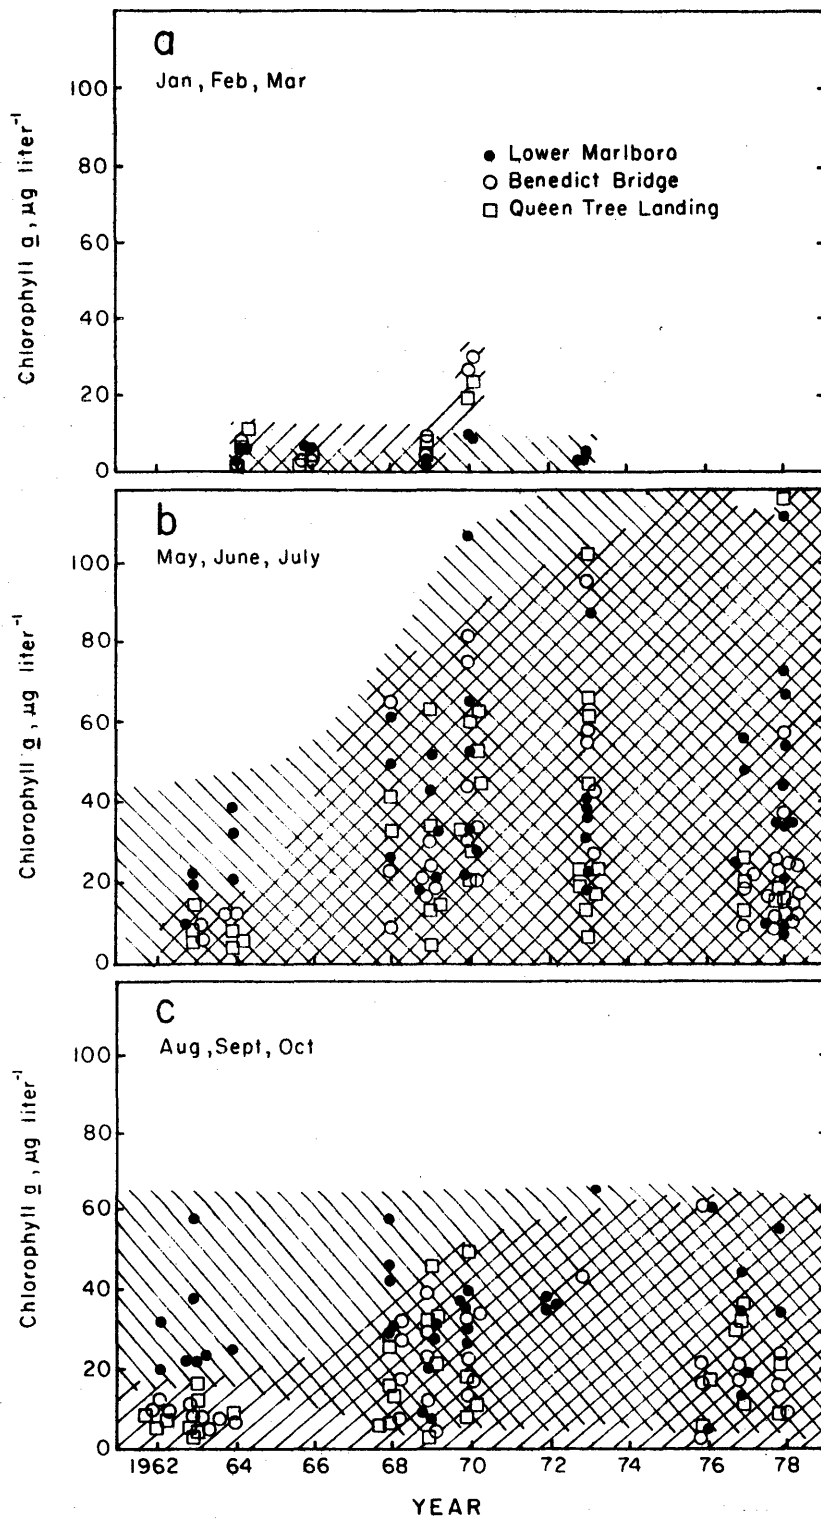 a
Jan, Feb, Mar
100
80
60
40
20
0
Chlorophyll a, µg liter⁻¹
Lower Marlboro
Benedict Bridge
Queen Tree Landing
b
May, June, July
100
80
60
40
20
0
Chlorophyll a, µg liter⁻¹
c
Aug, Sept, Oct
100
80
60
40
20
0
Chlorophyll a, µg liter⁻¹
1962 64 66 68 70 72 74 76 78
YEAR